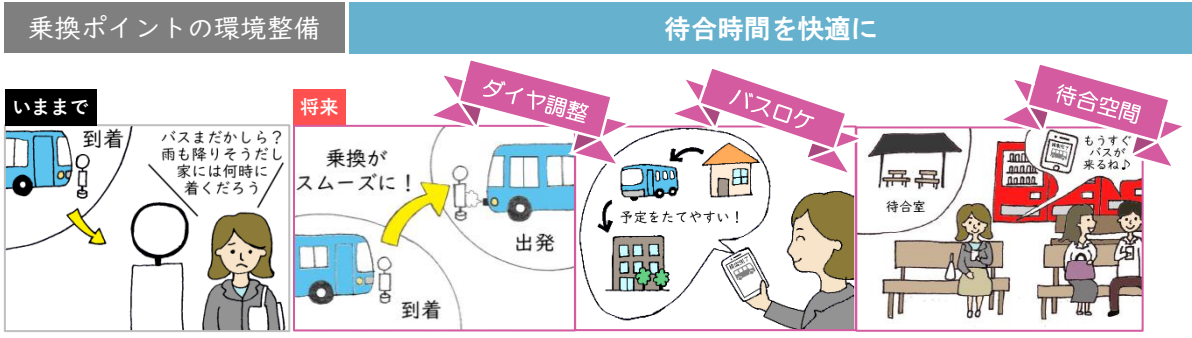 乗換ポイントの環境整備
待合時間を快適に
いままで
到着
バスまだかしら？
雨も降りそうだし
家には何時に
着くだろう
将来
ダイヤ調整
乗換が
スムーズに！
出発
到着
バスロケ
予定をたてやすい！
待合空間
待合室
もうすぐ
バスが
来るね♪